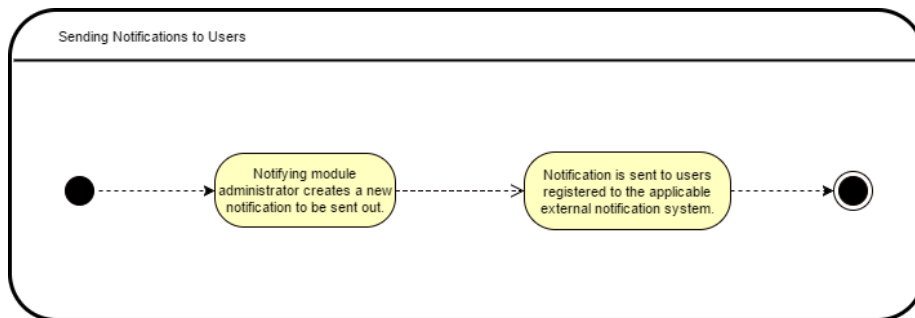 Sending Notifications to Users
Notifying module
administrator creates a new
notification to be sent out.
Notification is sent to users
registered to the applicable
external notification system.